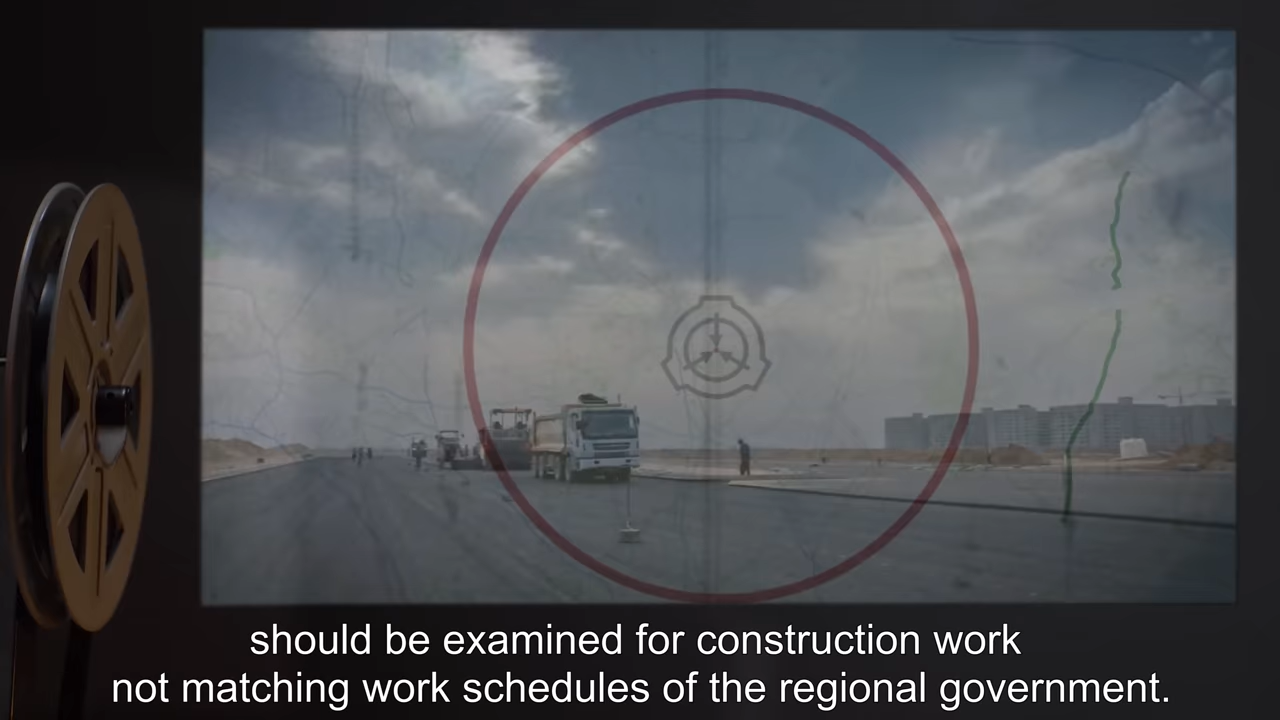 should be examined for construction work
not matching work schedules of the regional government.